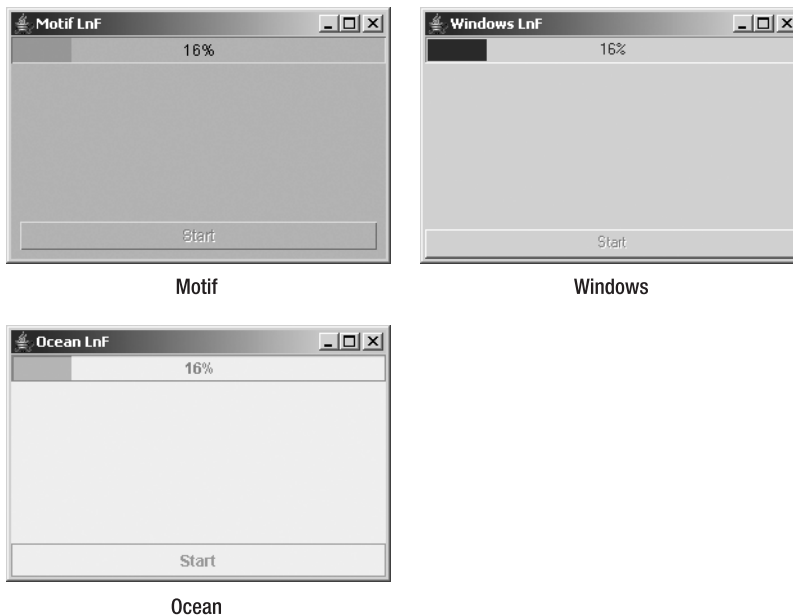 Motif LnF
16%
Start
Motif
Windows LnF
16%
Start
Windows
Ocean LnF
16%
Start
Ocean